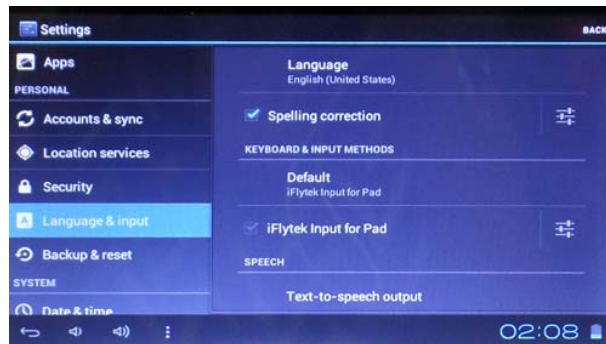 Settings
BACK
Apps
PERSONAL
Accounts & sync
Location services
Security
Language & input
Backup & reset
SYSTEM
Date & time
Language
English (United States)
Spelling correction
KEYBOARD & INPUT METHODS
Default
iFlytek Input for Pad
iFlytek Input for Pad
SPEECH
Text-to-speech output
02:08